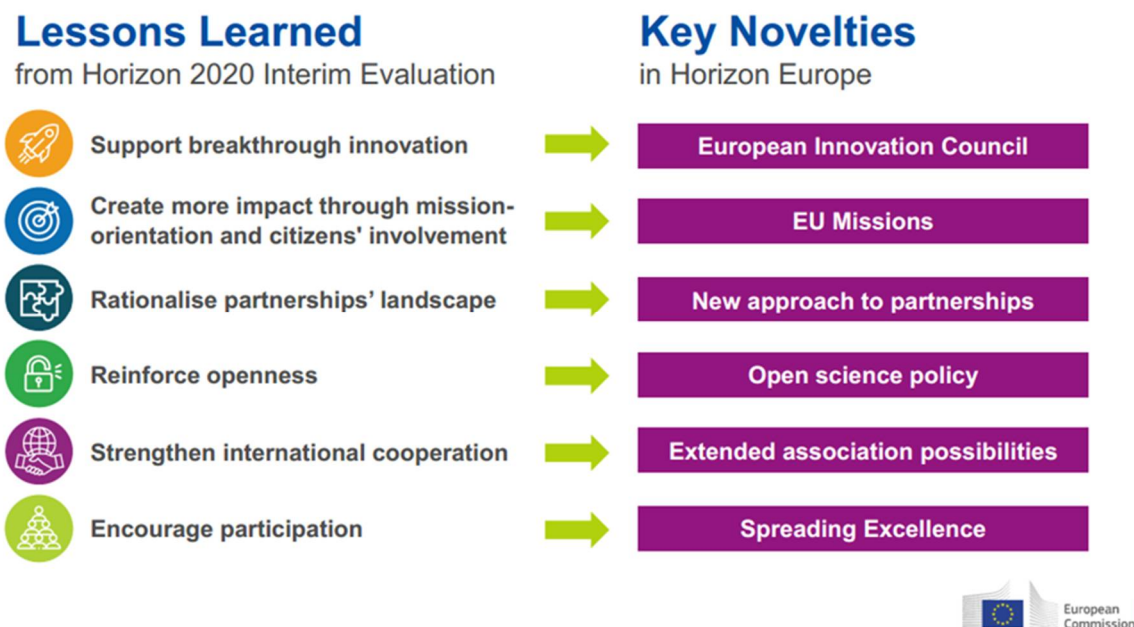 Lessons Learned
from Horizon 2020 Interim Evaluation
Key Novelties
in Horizon Europe
Support breakthrough innovation
European Innovation Council
Create more impact through mission-
orientation and citizens' involvement
EU Missions
Rationalise partnerships’ landscape
New approach to partnerships
Reinforce openness
Open science policy
Strengthen international cooperation
Extended association possibilities
Encourage participation
Spreading Excellence
European
Commission